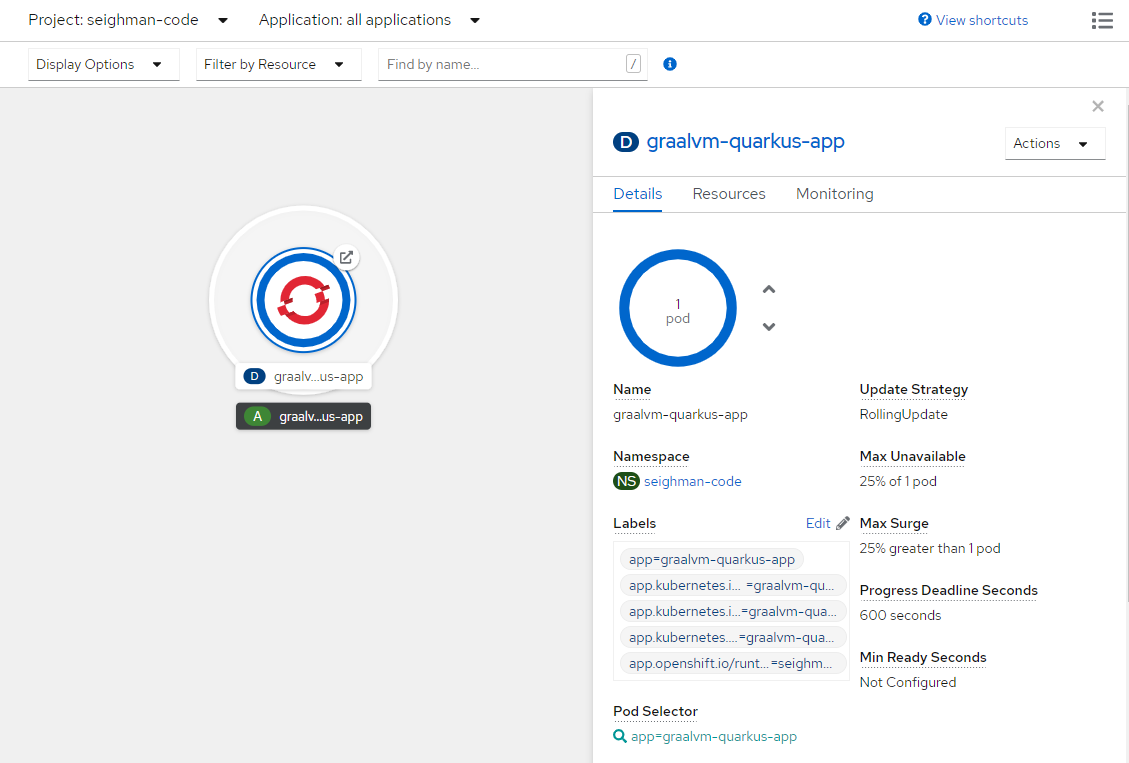 Project: seighman-code
Application: all applications
View shortcuts
Display Options
Filter by Resource
Find by name...
/
D graalvm-quarkus-app
Actions
Details
Resources
Monitoring
D graalv...us-app
A graalv...us-app
1
pod
Name
graalvm-quarkus-app
Update Strategy
RollingUpdate
Namespace
NS seighman-code
Max Unavailable
25% of 1 pod
Labels
Edit
app=graalvm-quarkus-app
app.kubernetes.i... =graalvm-qu...
app.kubernetes.i...=graalvm-qua...
app.kubernetes....=graalvm-qua...
app.openshift.io/runt...=seighm...
Max Surge
25% greater than 1 pod
Progress Deadline Seconds
600 seconds
Min Ready Seconds
Not Configured
Pod Selector
app=graalvm-quarkus-app